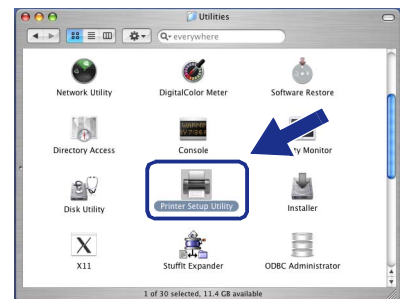 Utilities
everywhere
Network Utility
DigitalColor Meter
Software Restore
Directory Access
Console
y Monitor
Disk Utility
Printer Setup Utility
Installer
X11
StuffIt Expander
ODBC Administrator
1 of 30 selected, 11.4 GB available